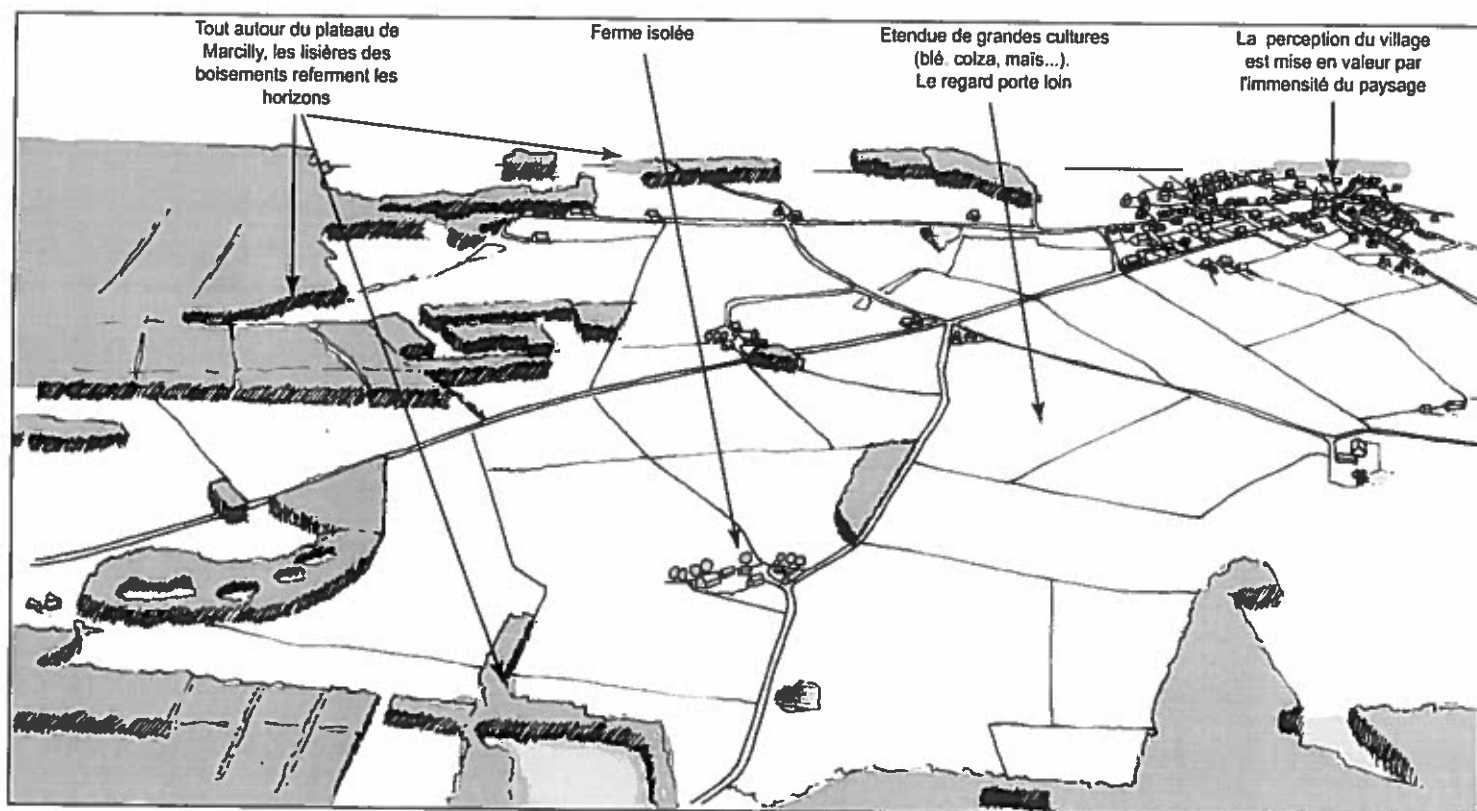 Tout autour du plateau de
Marcilly, les lisières des
boisements referment les
horizons
Ferme isolée
Etendue de grandes cultures
(blé, colza, maïs...).
Le regard porte loin
La perception du village
est mise en valeur par
l'immensité du paysage